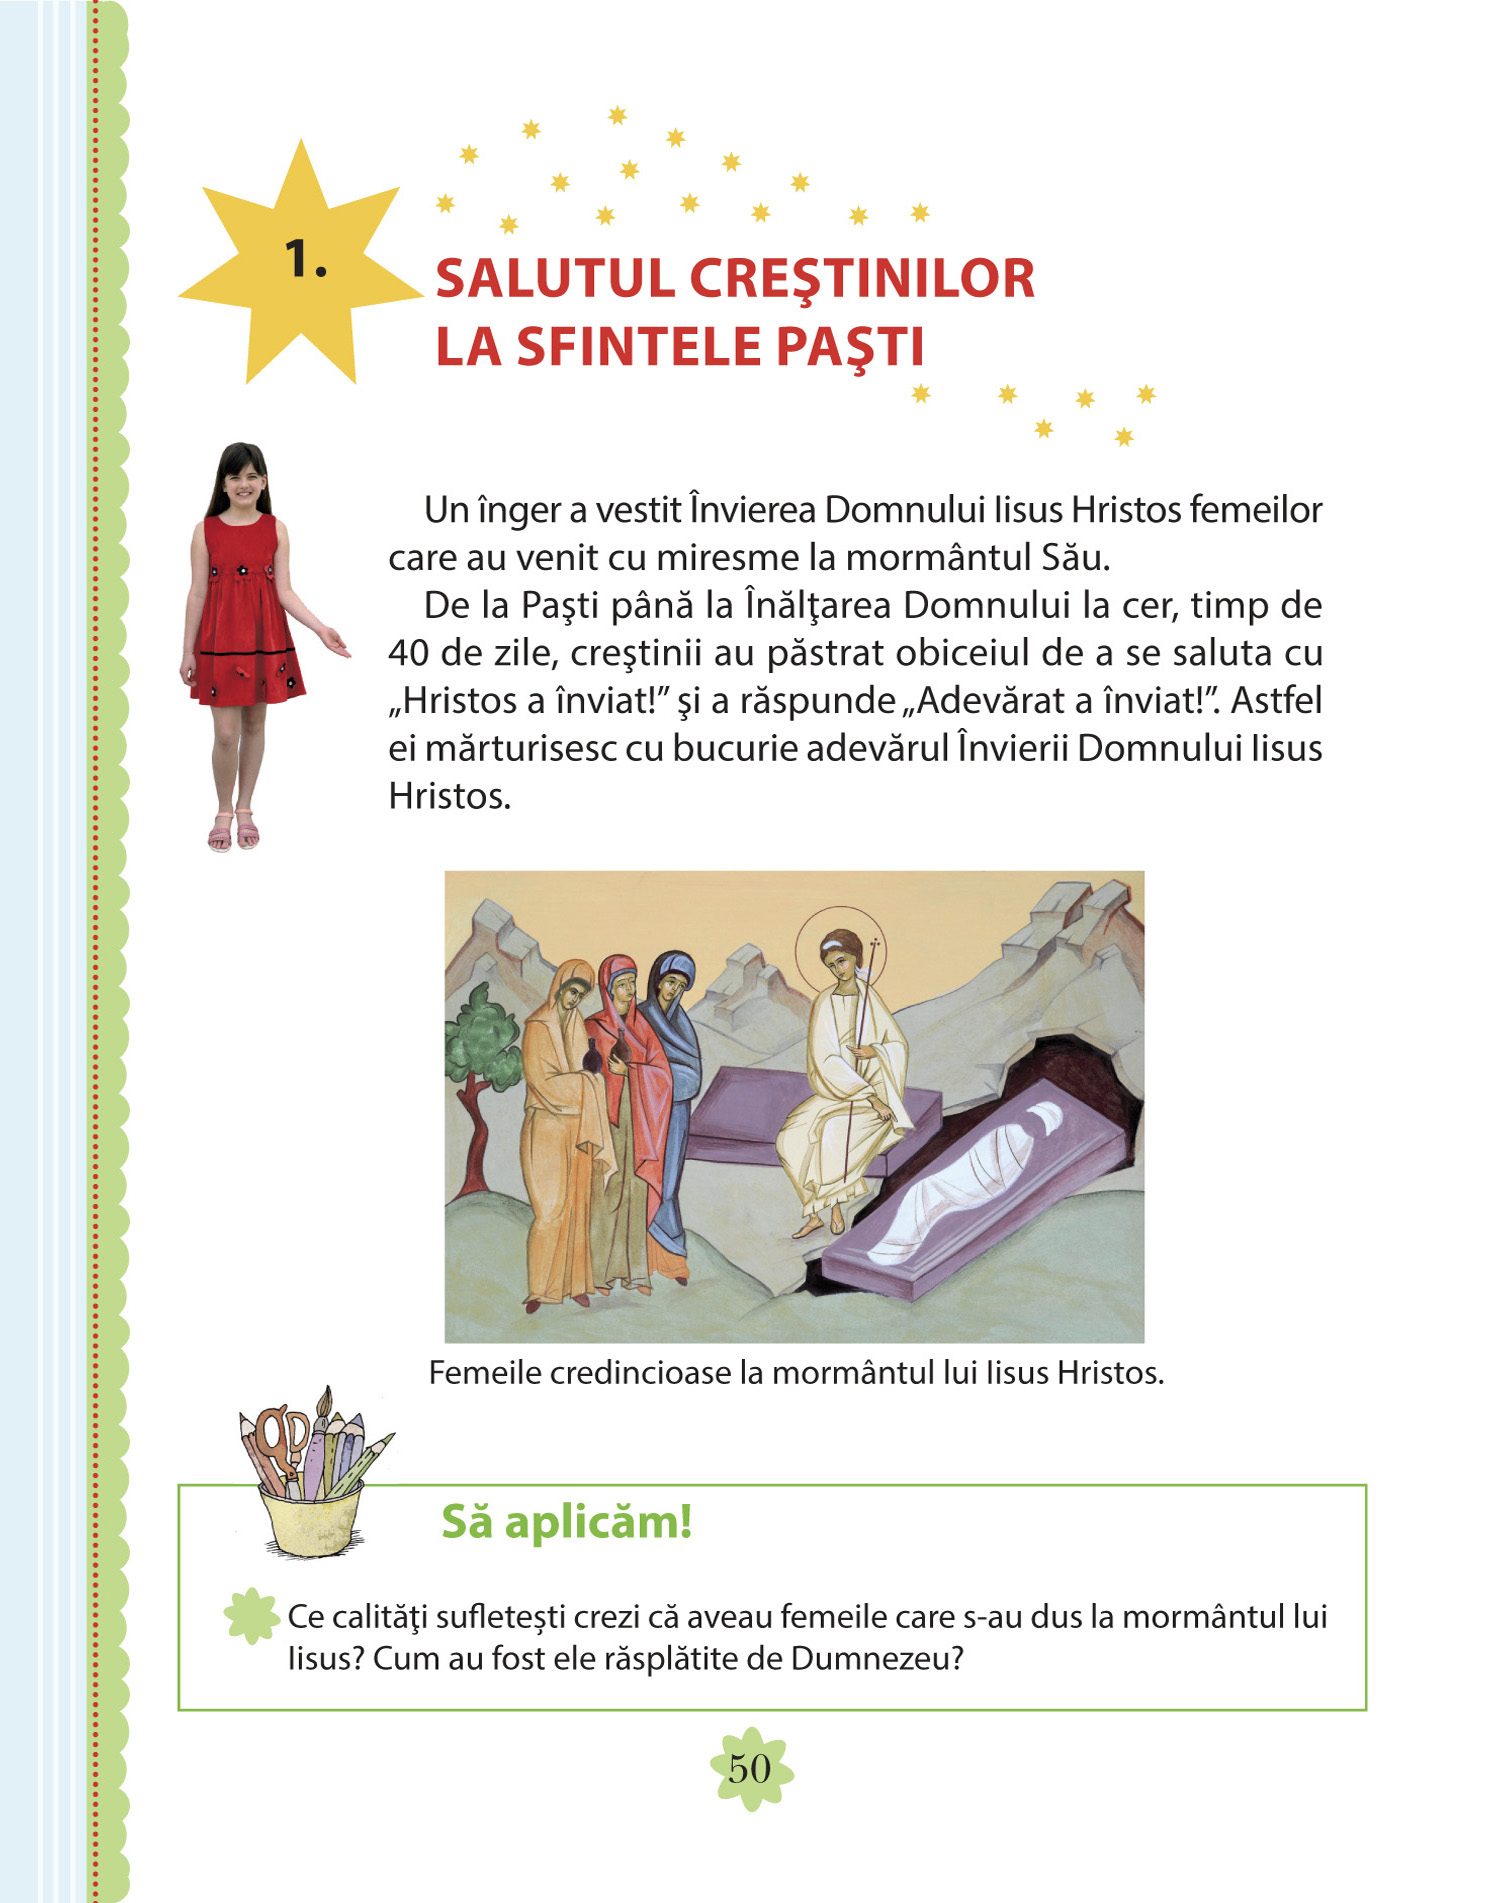 1.
SALUTUL CREŞTINILOR
LA SFINTELE PAŞTI
Un înger a vestit Învierea Domnului Iisus Hristos femeilor
care au venit cu miresme la mormântul Său.
De la Paşti până la Înălţarea Domnului la cer, timp de
40 de zile, creştinii au păstrat obiceiul de a se saluta cu
„Hristos a înviat!” şi a răspunde „Adevărat a înviat!”. Astfel
ei mărturisesc cu bucurie adevărul Învierii Domnului Iisus
Hristos.
Femeile credincioase la mormântul lui Iisus Hristos.
Să aplicăm!
Ce calităţi sufletești crezi că aveau femeile care s-au dus la mormântul lui
Iisus? Cum au fost ele răsplătite de Dumnezeu?
50